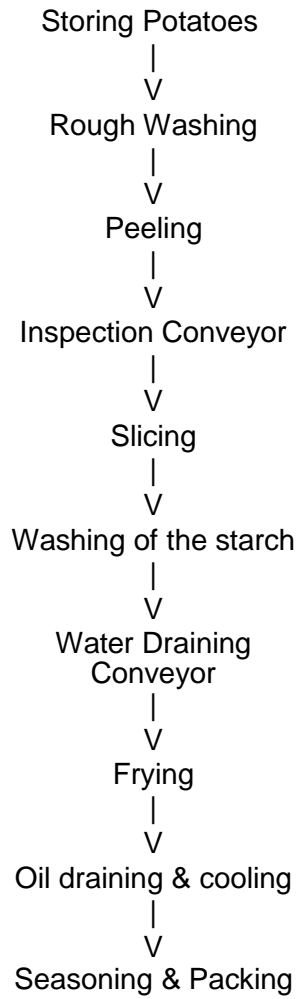 Storing Potatoes
|
V
Rough Washing
|
V
Peeling
|
V
Inspection Conveyor
|
V
Slicing
|
V
Washing of the starch
|
V
Water Draining
Conveyor
|
V
Frying
|
V
Oil draining & cooling
|
V
Seasoning & Packing